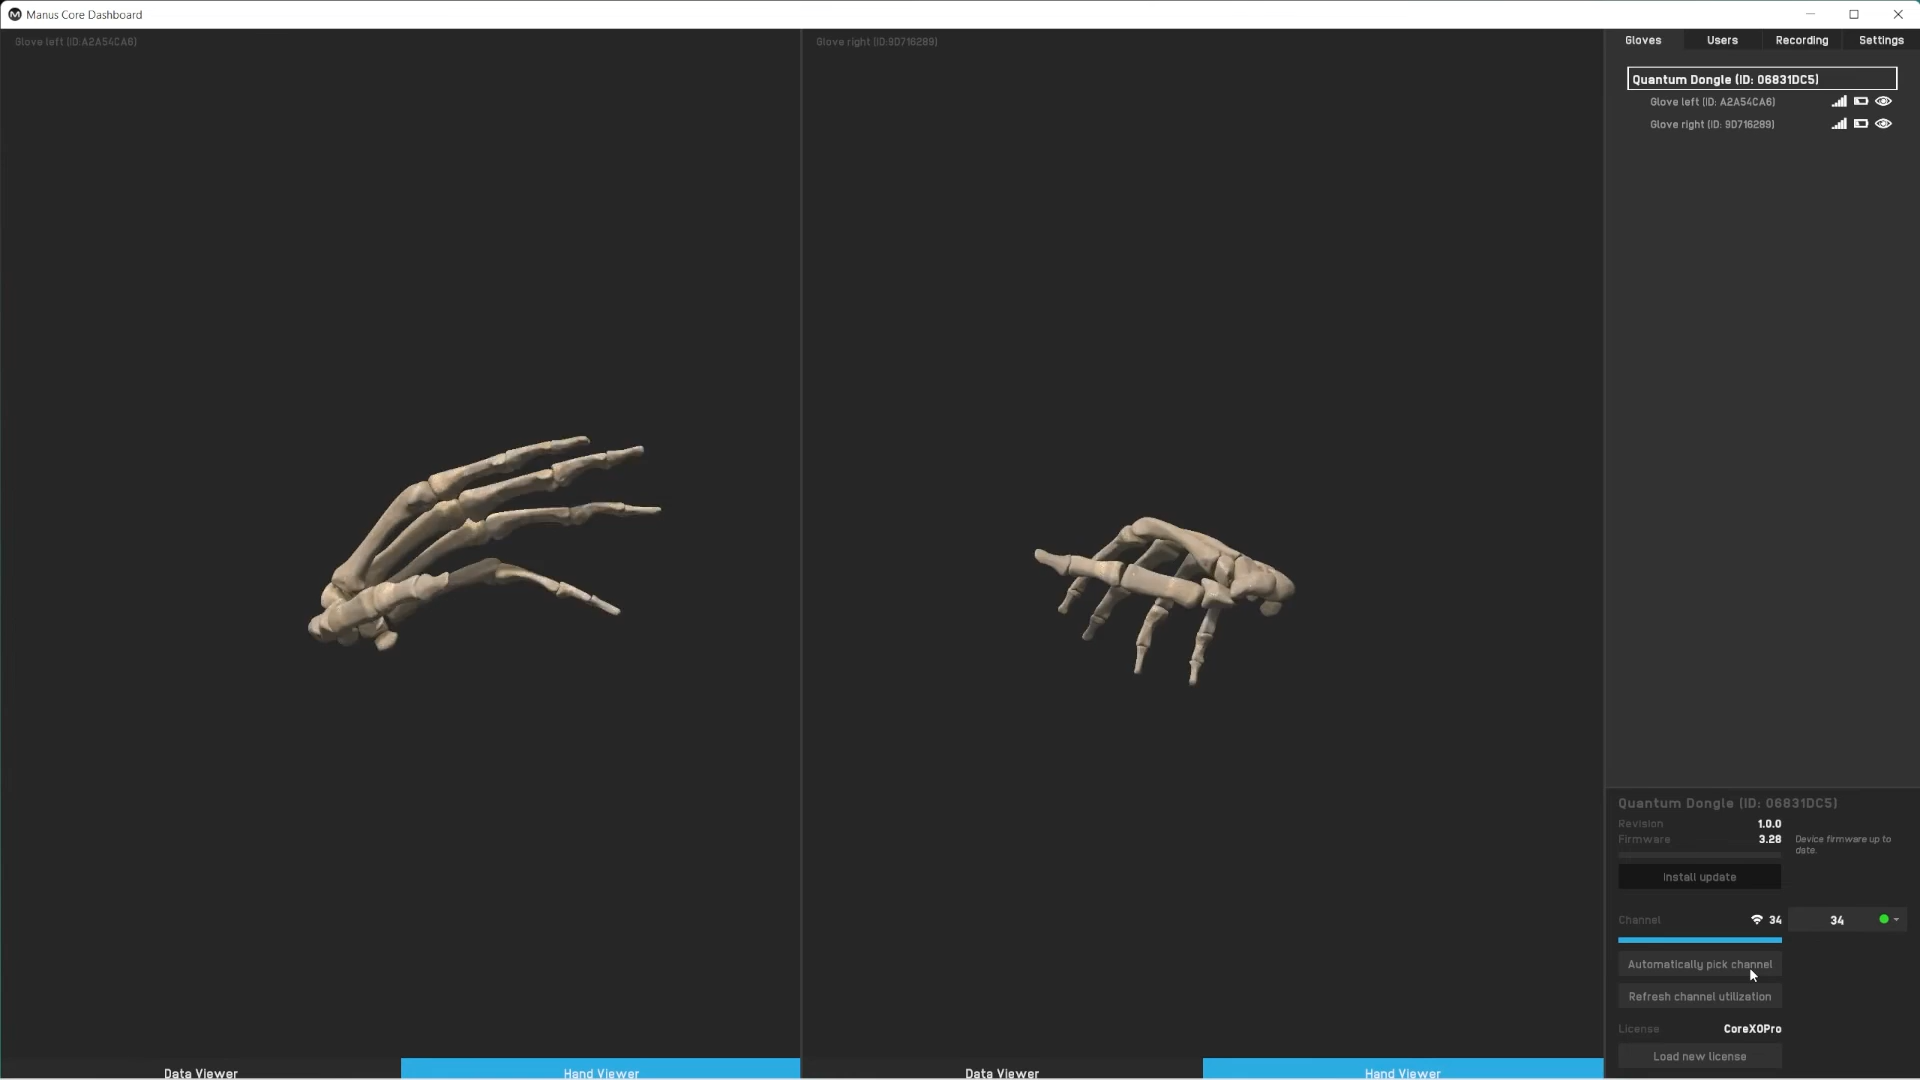 Manus Core Dashboard
Glove left (ID:A2A54CA6)
Glove right (ID:9D716289)
Gloves Users Recording Settings
Quantum Dongle (ID: 06831DC5)
Glove left (ID: A2A54CA6)
Glove right (ID: 9D716289)
Quantum Dongle (ID: 06831DC5)
Revision 1.0.0
Firmware 3.28
Device firmware up to
date.
Install update
Channel 34 34
Automatically pick channel
Refresh channel utilization
License CoreXOPro
Load new license
Data Viewer Hand Viewer Data Viewer Hand Viewer